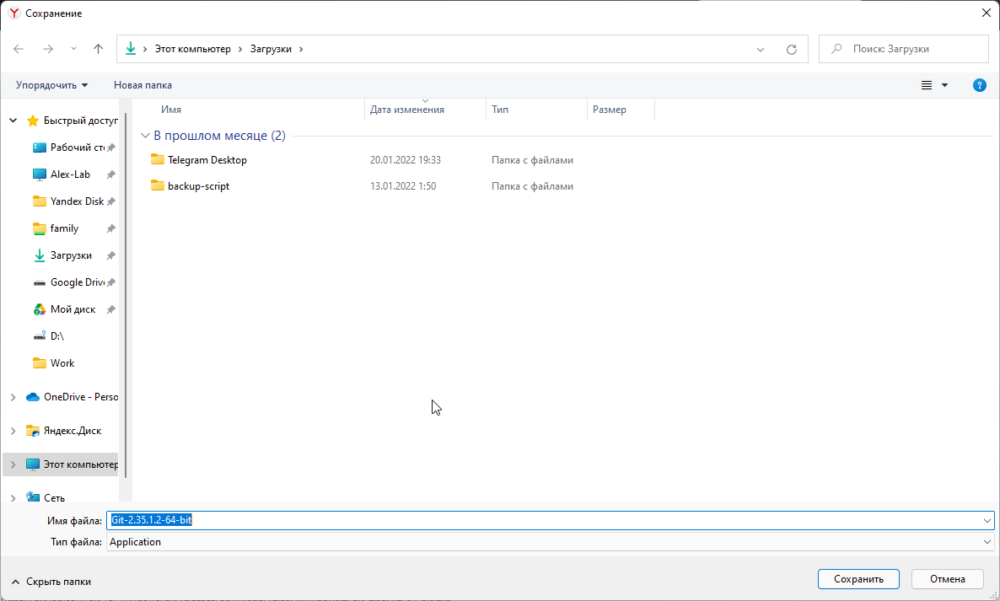 Сохранение
Этот компьютер
Загрузки
Поиск: Загрузки
Упорядочить
Новая папка
Быстрый доступ
Рабочий сто
Alex-Lab
Yandex Disk
family
Загрузки
Google Drive
Мой диск
D:\
Work
OneDrive - Perso
Яндекс.Диск
Этот компьютер
Сеть
Имя Дата изменения Тип Размер
В прошлом месяце (2)
Telegram Desktop 20.01.2022 19:33 Папка с файлами
backup-script 13.01.2022 1:50 Папка с файлами
Имя файла: Git-2.35.1.2-64-bit
Тип файла: Application
Скрыть папки
Сохранить
Отмена